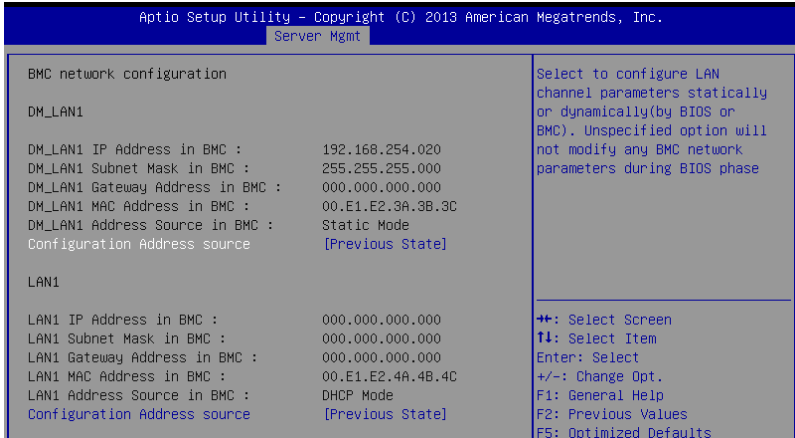 Aptio Setup Utility – Copyright (C) 2013 American Megatrends, Inc.
Server Mgmt
BMC network configuration
DM_LAN1
DM_LAN1 IP Address in BMC : 192.168.254.020
DM_LAN1 Subnet Mask in BMC : 255.255.255.000
DM_LAN1 Gateway Address in BMC : 000.000.000.000
DM_LAN1 MAC Address in BMC : 00.E1.E2.3A.3B.3C
DM_LAN1 Address Source in BMC : Static Mode
Configuration Address source [Previous State]
LAN1
LAN1 IP Address in BMC : 000.000.000.000
LAN1 Subnet Mask in BMC : 000.000.000.000
LAN1 Gateway Address in BMC : 000.000.000.000
LAN1 MAC Address in BMC : 00.E1.E2.4A.4B.4C
LAN1 Address Source in BMC : DHCP Mode
Configuration Address source [Previous State]
Select to configure LAN
channel parameters statically
or dynamically(by BIOS or
BMC). Unspecified option will
not modify any BMC network
parameters during BIOS phase
→←: Select Screen
↑↓: Select Item
Enter: Select
+/-: Change Opt.
F1: General Help
F2: Previous Values
F5: Optimized Defaults